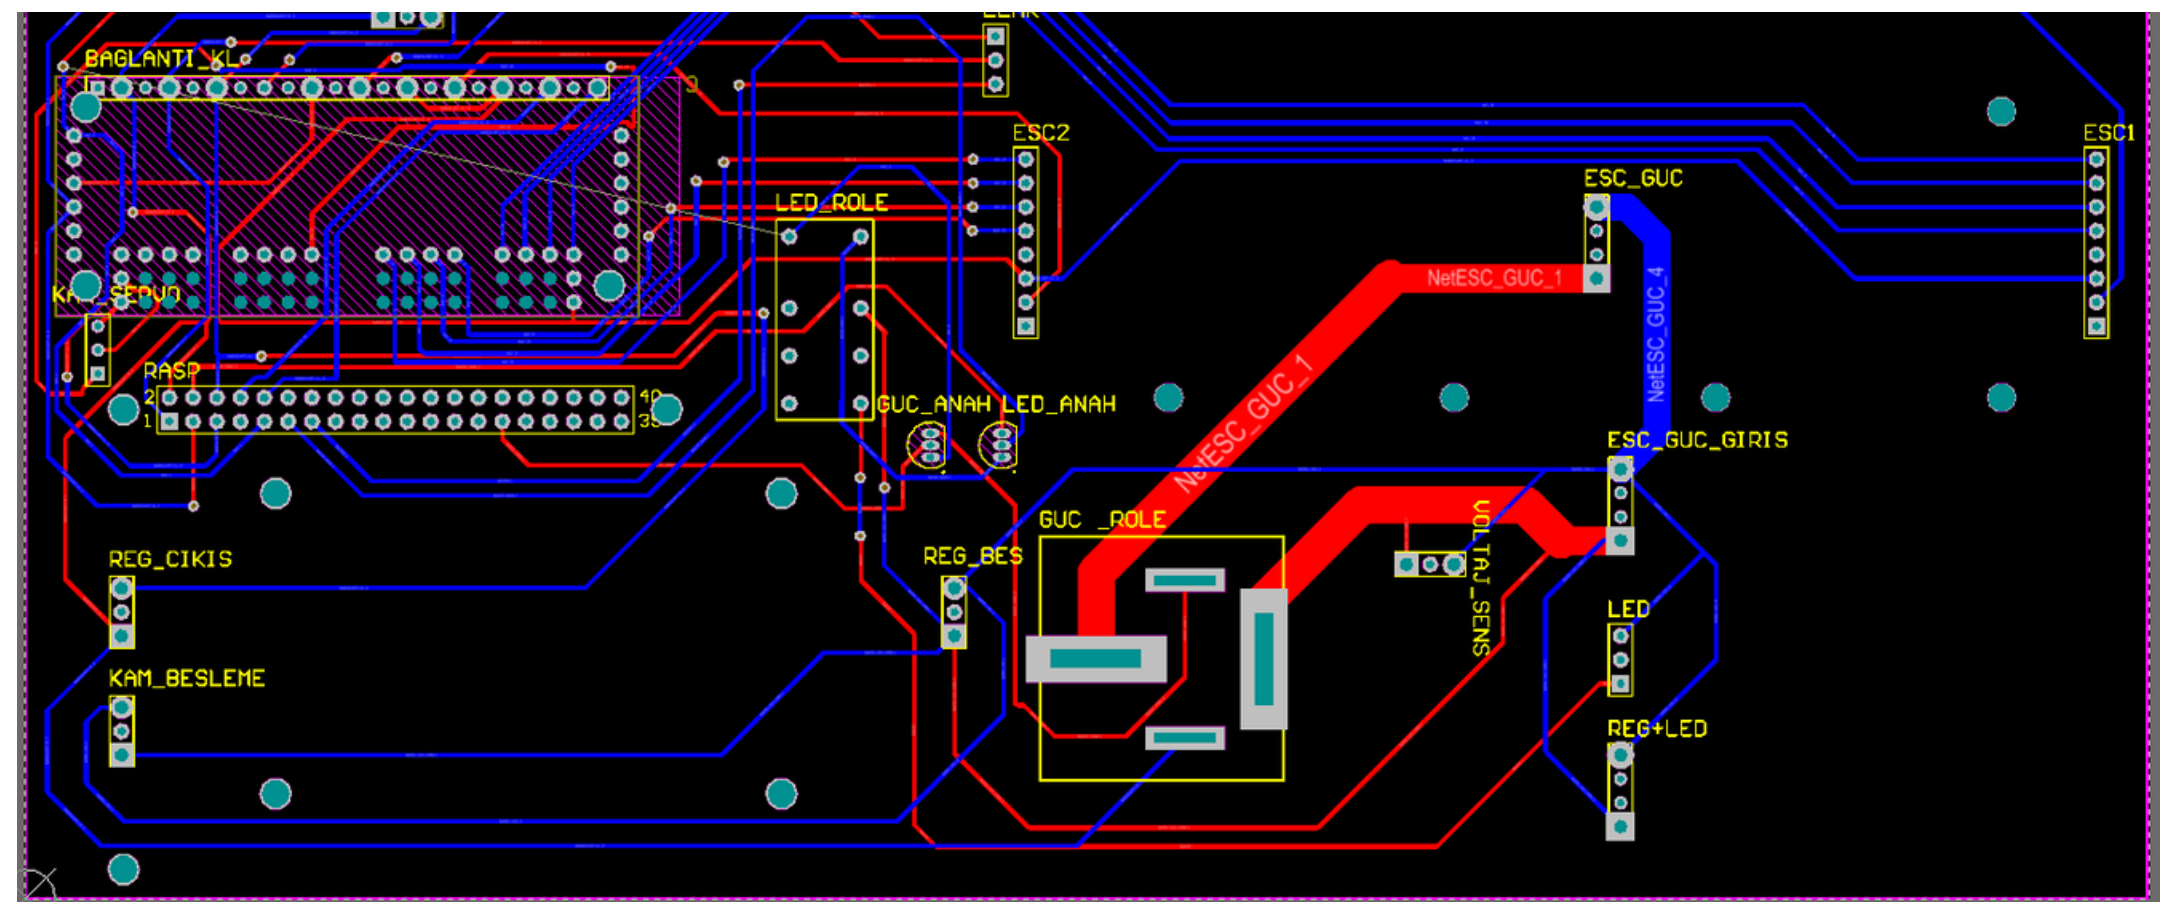 BAGLANTI_KL
ESC2
ESC1
ESC_GUC
LED_ROLE
NetESC_GUC_1
NetESC_GUC_4
RASP
2
40
1
GUC_ANAH
LED_ANAH
NetESC_GUC_1
ESC_GUC_GIRIS
VOLTAJ_SENS
GUC _ROLE
REG_CIKIS
REG_BES
LED
KAM_BESLEME
REG+LED